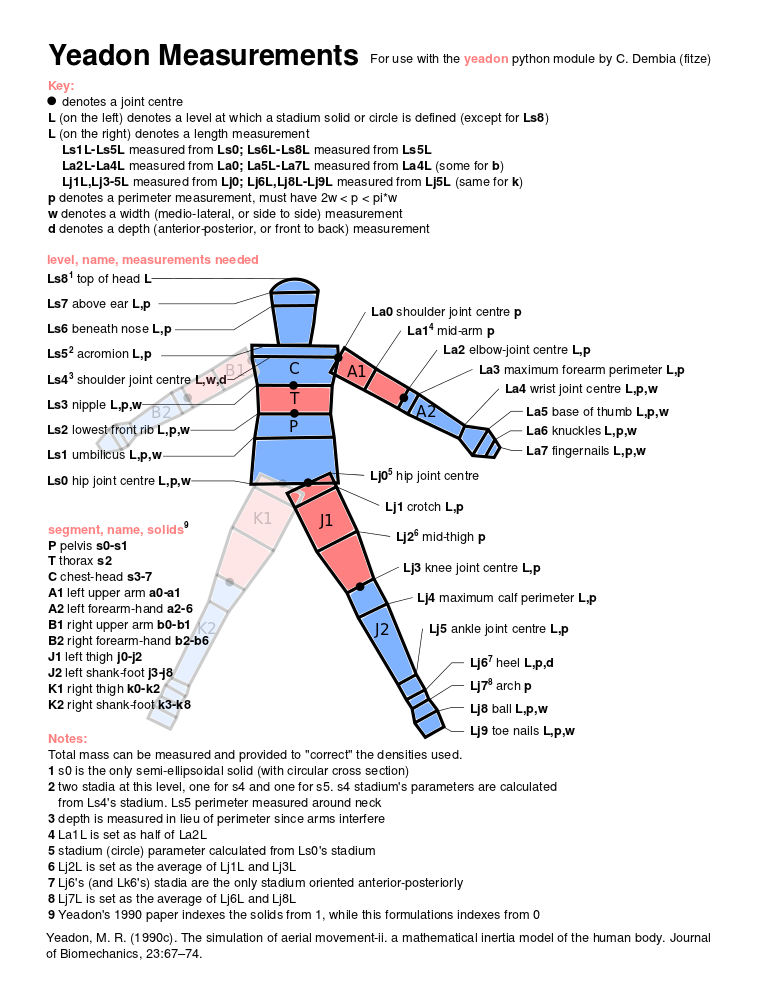 Yeadon Measurements For use with the yeadon python module by C. Dembia (fitze)
Key:
● denotes a joint centre
L (on the left) denotes a level at which a stadium solid or circle is defined (except for Ls8)
L (on the right) denotes a length measurement
Ls1L-Ls5L measured from Ls0; Ls6L-Ls8L measured from Ls5L
La2L-La4L measured from La0; La5L-La7L measured from La4L (some for b)
Lj1L,Lj3-5L measured from Lj0; Lj6L,Lj8L-Lj9L measured from Lj5L (same for k)
p denotes a perimeter measurement, must have 2w < p < pi*w
w denotes a width (medio-lateral, or side to side) measurement
d denotes a depth (anterior-posterior, or front to back) measurement
level, name, measurements needed
Ls8¹ top of head L
Ls7 above ear L,p
Ls6 beneath nose L,p
Ls5² acromion L,p
Ls4³ shoulder joint centre L,w,d
Ls3 nipple L,p,w
Ls2 lowest front rib L,p,w
Ls1 umbilicus L,p,w
Ls0 hip joint centre L,p,w
C
T
P
A1
A2
B1
B2
J1
J2
K1
K2
La0 shoulder joint centre p
La1⁴ mid-arm p
La2 elbow-joint centre L,p
La3 maximum forearm perimeter L,p
La4 wrist joint centre L,p,w
La5 base of thumb L,p,w
La6 knuckles L,p,w
La7 fingernails L,p,w
Lj0⁵ hip joint centre
Lj1 crotch L,p
Lj2⁶ mid-thigh p
Lj3 knee joint centre L,p
Lj4 maximum calf perimeter L,p
Lj5 ankle joint centre L,p
Lj6⁷ heel L,p,d
Lj7⁸ arch p
Lj8 ball L,p,w
Lj9 toe nails L,p,w
segment, name, solids⁹
P pelvis s0-s1
T thorax s2
C chest-head s3-7
A1 left upper arm a0-a1
A2 left forearm-hand a2-6
B1 right upper arm b0-b1
B2 right forearm-hand b2-b6
J1 left thigh j0-j2
J2 left shank-foot j3-j8
K1 right thigh k0-k2
K2 right shank-foot k3-k8
Notes:
Total mass can be measured and provided to "correct" the densities used.
1 s0 is the only semi-ellipsoidal solid (with circular cross section)
2 two stadia at this level, one for s4 and one for s5. s4 stadium's parameters are calculated
from Ls4's stadium. Ls5 perimeter measured around neck
3 depth is measured in lieu of perimeter since arms interfere
4 La1L is set as half of La2L
5 stadium (circle) parameter calculated from Ls0's stadium
6 Lj2L is set as the average of Lj1L and Lj3L
7 Lj6's (and Lk6's) stadia are the only stadium oriented anterior-posteriorly
8 Lj7L is set as the average of Lj6L and Lj8L
9 Yeadon's 1990 paper indexes the solids from 1, while this formulations indexes from 0
Yeadon, M. R. (1990c). The simulation of aerial movement-ii. a mathematical inertia model of the human body. Journal
of Biomechanics, 23:67–74.